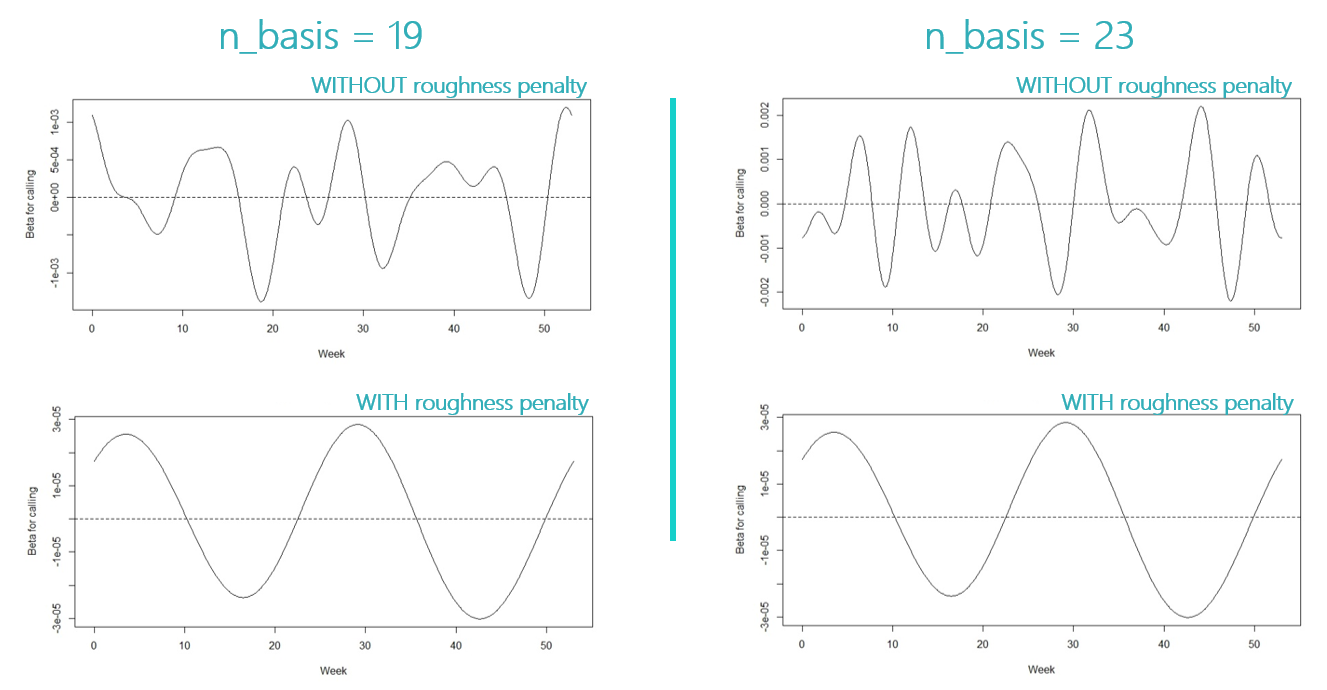 n_basis = 19
WITHOUT roughness penalty
1e-03
5e-04
0e+00
-1e-03
Beta for calling
0 10 20 30 40 50
Week
WITH roughness penalty
3e-05
1e-05
-1e-05
-3e-05
Beta for calling
0 10 20 30 40 50
Week
n_basis = 23
WITHOUT roughness penalty
0.002
0.001
0.000
-0.001
-0.002
Beta for calling
0 10 20 30 40 50
Week
WITH roughness penalty
3e-05
1e-05
-1e-05
-3e-05
Beta for calling
0 10 20 30 40 50
Week